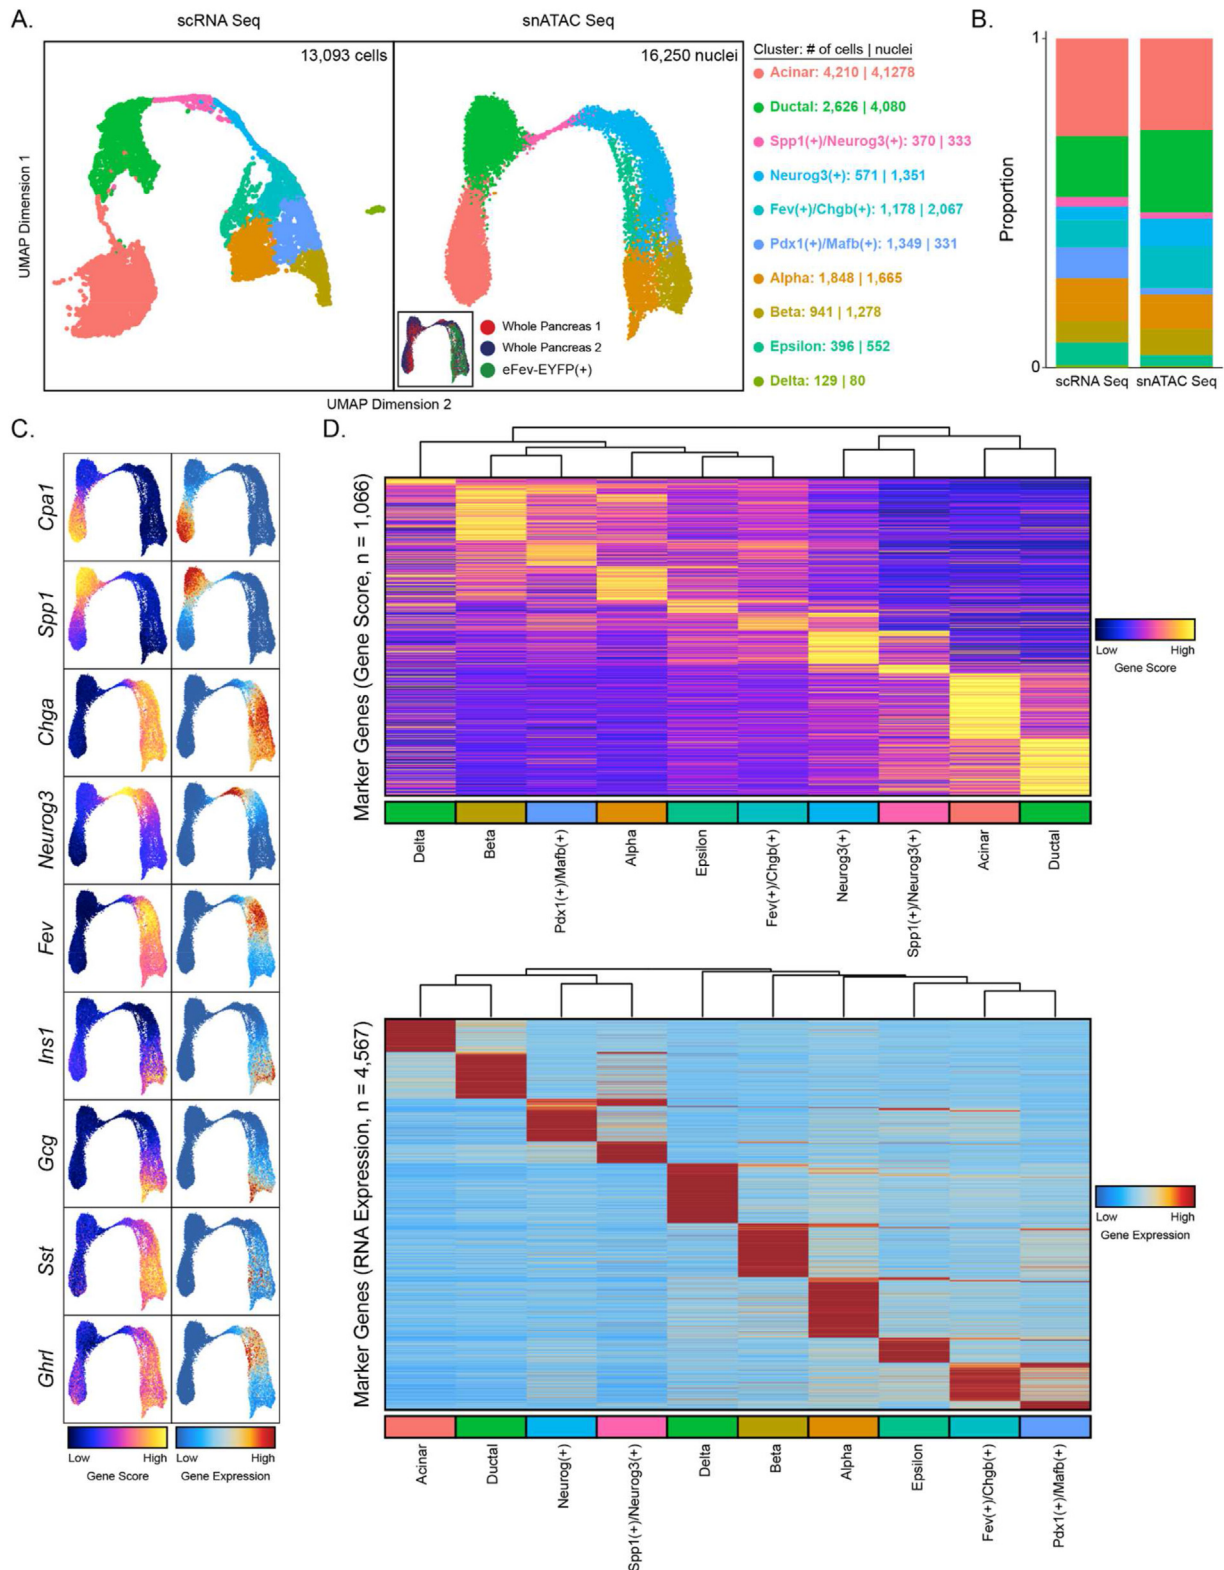 A.
scRNA Seq
snATAC Seq
B.
13,093 cells
16,250 nuclei
UMAP Dimension 1
UMAP Dimension 2
Whole Pancreas 1
Whole Pancreas 2
eFev-EYFP(+)
Cluster: # of cells | nuclei
Acinar: 4,210 | 4,1278
Ductal: 2,626 | 4,080
Spp1(+)/Neurog3(+): 370 | 333
Neurog3(+): 571 | 1,351
Fev(+)/Chgb(+): 1,178 | 2,067
Pdx1(+)/Mafb(+): 1,349 | 331
Alpha: 1,848 | 1,665
Beta: 941 | 1,278
Epsilon: 396 | 552
Delta: 129 | 80
1
Proportion
0
scRNA Seq
snATAC Seq
C.
Cpa1
Spp1
Chga
Neurog3
Fev
Ins1
Gcg
Sst
Ghrl
Low
High
Gene Score
Low
High
Gene Expression
D.
Marker Genes (Gene Score, n = 1,066)
Low
High
Gene Score
Delta
Beta
Pdx1(+)/Mafb(+)
Alpha
Epsilon
Fev(+)/Chgb(+)
Neurog3(+)
Spp1(+)/Neurog3(+)
Acinar
Ductal
Marker Genes (RNA Expression, n = 4,567)
Low
High
Gene Expression
Acinar
Ductal
Neurog(+)
Spp1(+)/Neurog3(+)
Delta
Beta
Alpha
Epsilon
Fev(+)/Chgb(+)
Pdx1(+)/Mafb(+)